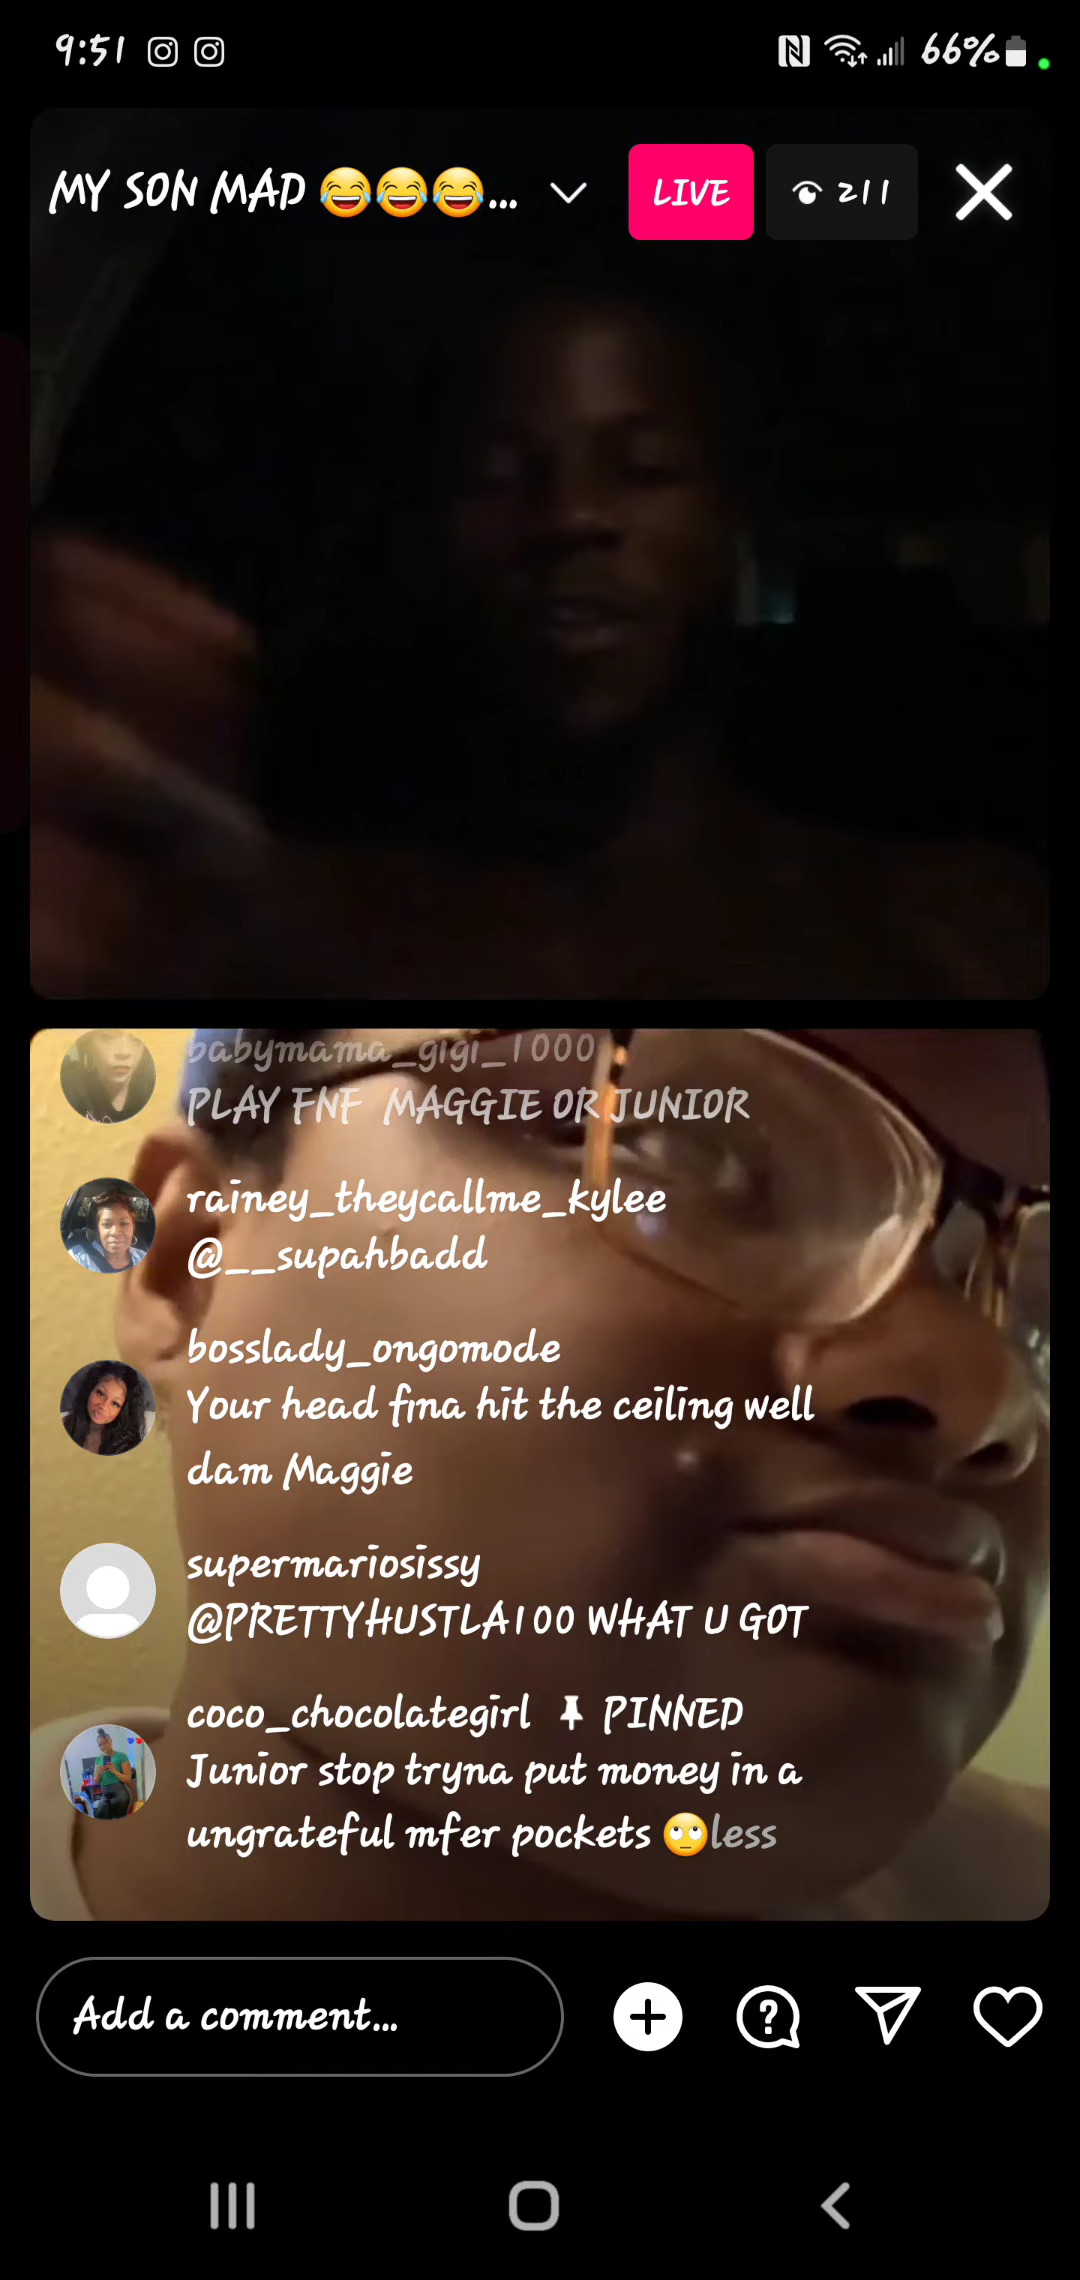 9:51 66%
MY SON MAD 😂😂😂... LIVE 211
babymama_gigi_1000
PLAY FNF MAGGIE OR JUNIOR
rainey_theycallme_kylee
@__supahbadd
bosslady_ongomode
Your head fina hit the ceiling well
dam Maggie
supermariosissy
@PRETTYHUSTLA100 WHAT U GOT
coco_chocolategirl PINNED
Junior stop tryna put money in a
ungrateful mfer pockets 🙄less
Add a comment...